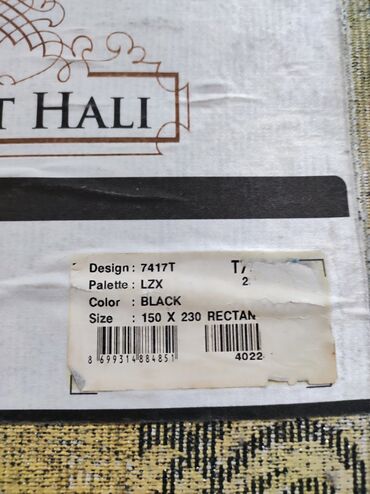 T HALI
Design : 7417T
Palette : LZX
Color : BLACK
Size : 150 X 230 RECTAN
8 699314 884851
4022